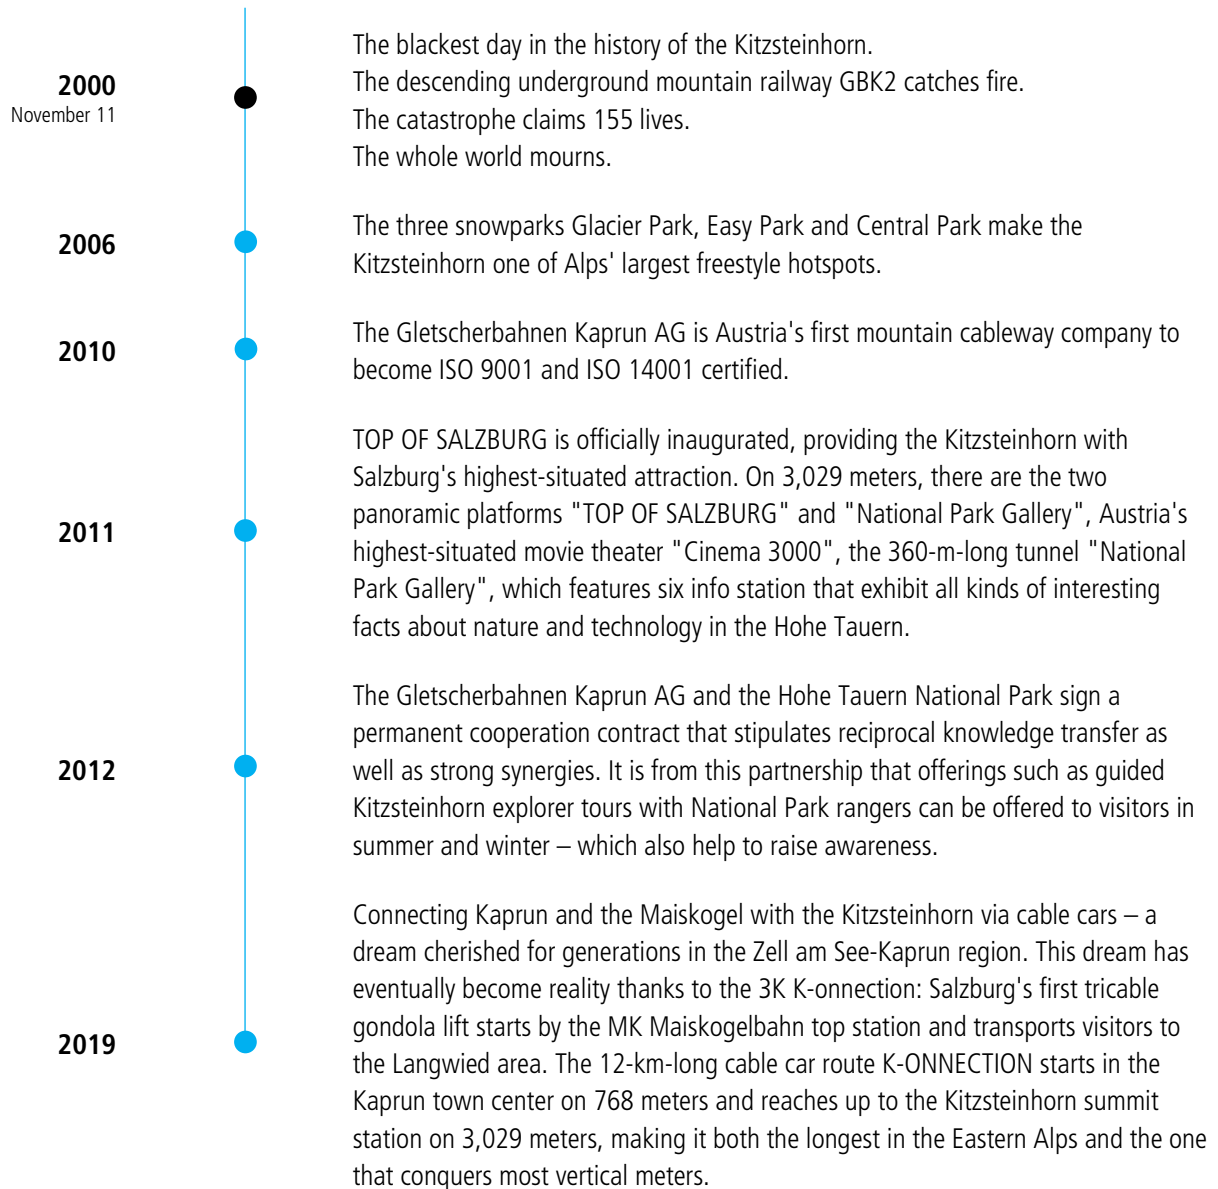 The blackest day in the history of the Kitzsteinhorn.
2000
The descending underground mountain railway GBK2 catches fire.
November 11
The catastrophe claims 155 lives.
The whole world mourns.
2006
The three snowparks Glacier Park, Easy Park and Central Park make the
Kitzsteinhorn one of Alps' largest freestyle hotspots.
2010
The Gletscherbahnen Kaprun AG is Austria's first mountain cableway company to
become ISO 9001 and ISO 14001 certified.
2011
TOP OF SALZBURG is officially inaugurated, providing the Kitzsteinhorn with
Salzburg's highest-situated attraction. On 3,029 meters, there are the two
panoramic platforms "TOP OF SALZBURG" and "National Park Gallery", Austria's
highest-situated movie theater "Cinema 3000", the 360-m-long tunnel "National
Park Gallery", which features six info station that exhibit all kinds of interesting
facts about nature and technology in the Hohe Tauern.
2012
The Gletscherbahnen Kaprun AG and the Hohe Tauern National Park sign a
permanent cooperation contract that stipulates reciprocal knowledge transfer as
well as strong synergies. It is from this partnership that offerings such as guided
Kitzsteinhorn explorer tours with National Park rangers can be offered to visitors in
summer and winter – which also help to raise awareness.
2019
Connecting Kaprun and the Maiskogel with the Kitzsteinhorn via cable cars – a
dream cherished for generations in the Zell am See-Kaprun region. This dream has
eventually become reality thanks to the 3K K-onnection: Salzburg's first tricable
gondola lift starts by the MK Maiskogelbahn top station and transports visitors to
the Langwied area. The 12-km-long cable car route K-ONNECTION starts in the
Kaprun town center on 768 meters and reaches up to the Kitzsteinhorn summit
station on 3,029 meters, making it both the longest in the Eastern Alps and the one
that conquers most vertical meters.